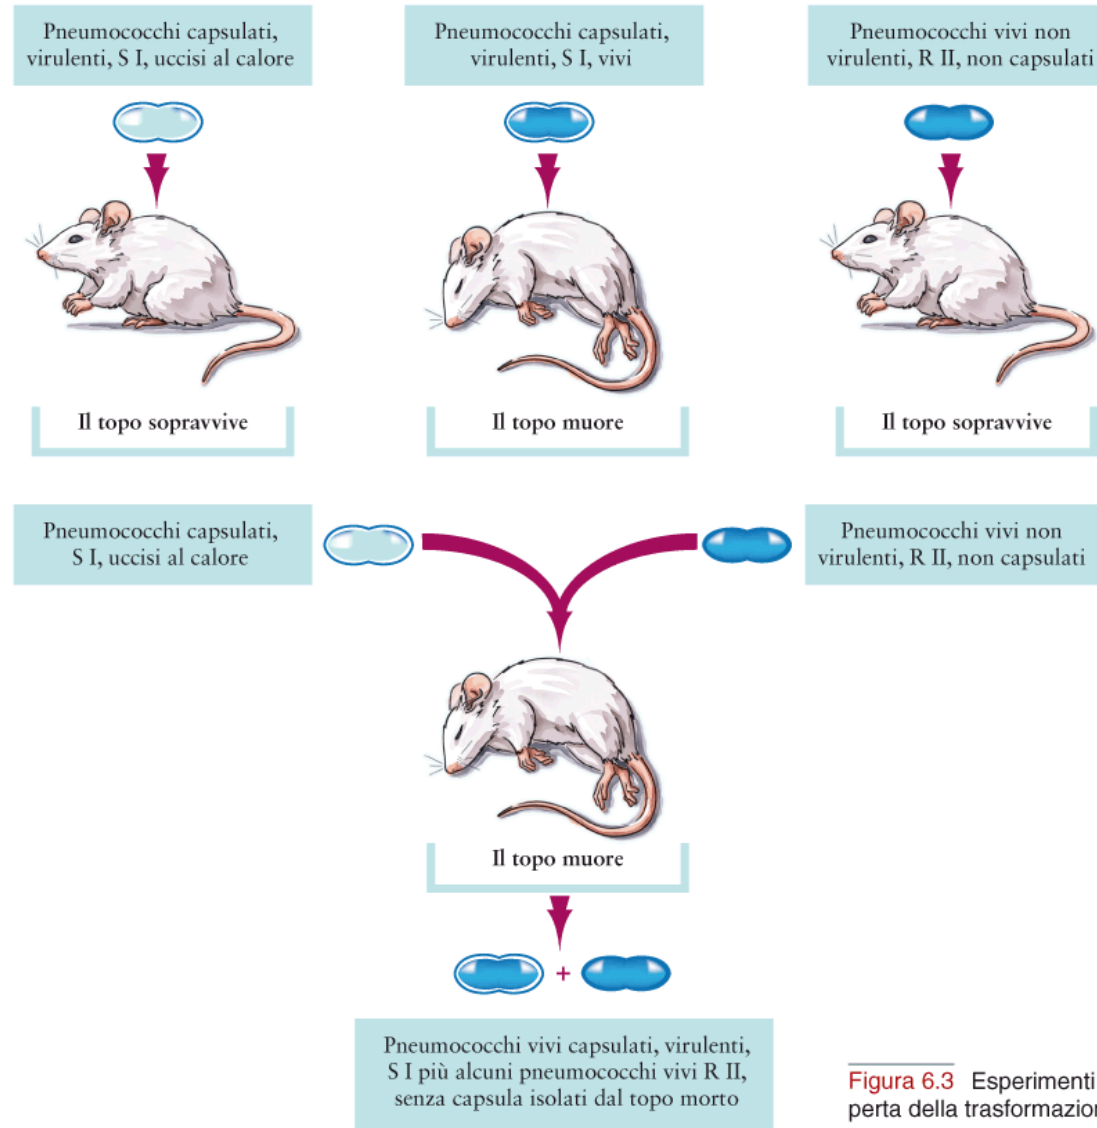 Pneumococchi capsulati,
virulenti, S I, uccisi al calore
Pneumococchi capsulati,
virulenti, S I, vivi
Pneumococchi vivi non
virulenti, R II, non capsulati
Il topo sopravvive
Il topo muore
Il topo sopravvive
Pneumococchi capsulati,
S I, uccisi al calore
Pneumococchi vivi non
virulenti, R II, non capsulati
Il topo muore
+
Pneumococchi vivi capsulati, virulenti,
S I più alcuni pneumococchi vivi R II,
senza capsula isolati dal topo morto
Figura 6.3 Esperimenti
perta della trasformazion